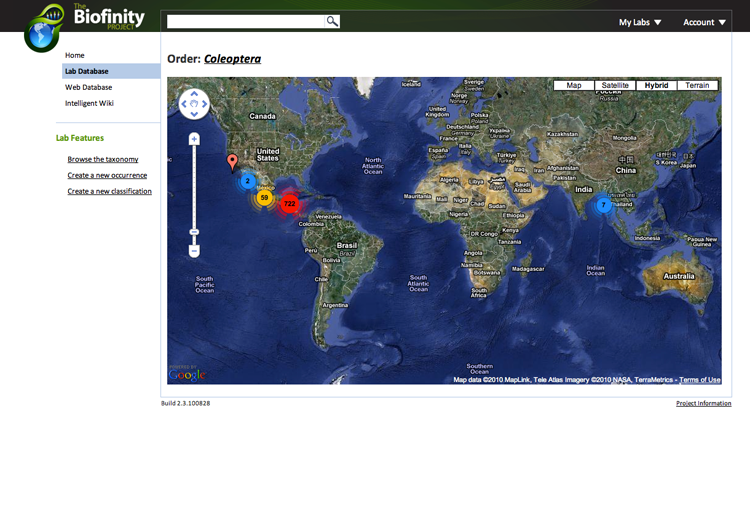 The
Biofinity
PROJECT
My Labs
Account
Home
Lab Database
Web Database
Intelligent Wiki
Lab Features
Browse the taxonomy
Create a new occurrence
Create a new classification
Order: Coleoptera
Map
Satellite
Hybrid
Terrain
Canada
United
States
México
Mexico
2
59
722
North
Atlantic
Ocean
Venezuela
Colombia
Perú
Brasil
Brazil
Bolivia
Chile
Argentina
South
Pacific
Ocean
South
Atlantic
Ocean
Iceland
Sverige
Sweden
Norge
Norway
United
Kingdom
Polska
Poland
Deutschland
Germany
Україна
Ukraine
France
Italia
Italy
España
Spain
Türkiye
Turkey
Россия
Russia
Kazakhstan
Mongolia
中国
China
대한민국
S Korea
日本
Japan
Iraq
Iran
Afghanistan
Pakistan
Algeria
Libya
Egypt
Saudi
Arabia
Mauritania
Mali
Niger
Chad
Sudan
Nigeria
Ethiopia
Kenya
DR Congo
Tanzania
Angola
Namibia
Botswana
Madagascar
South
Africa
India
7
Thailand
Indonesia
Papua New
Guinea
Indian
Ocean
Australia
Southern
Ocean
POWERED BY
Google
Map data ©2010 MapLink, Tele Atlas Imagery ©2010 NASA, TerraMetrics - Terms of Use
Build 2.3.100828
Project Information